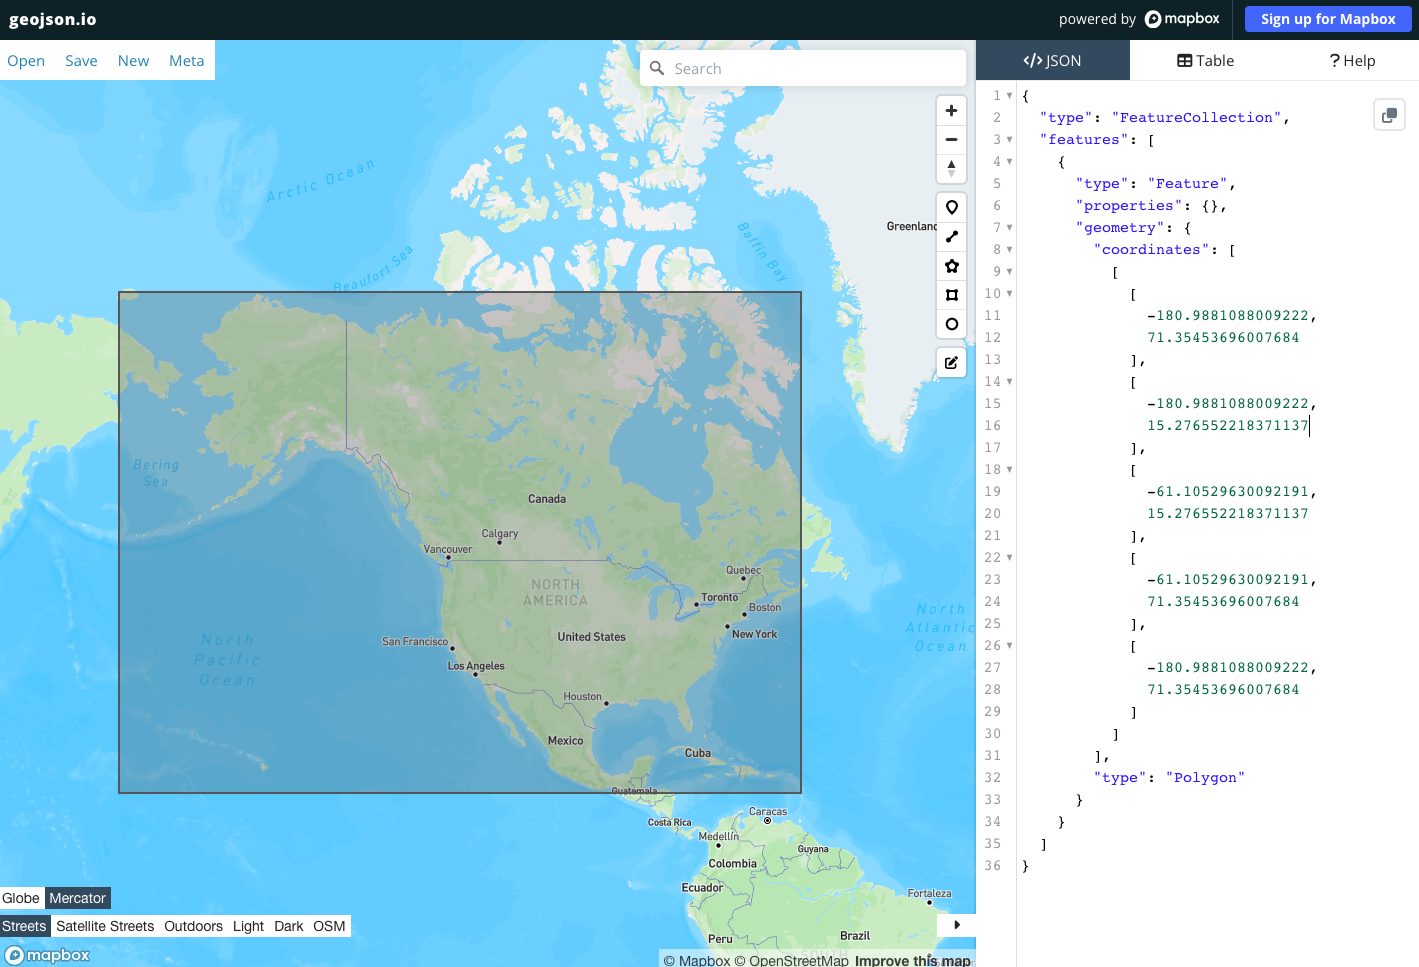 geojson.io
powered by mapbox
Sign up for Mapbox
Open Save New Meta
Search
JSON
Table
? Help
Arctic Ocean
Beaufort Sea
Baffin Bay
Greenland
Bering
Sea
Canada
Calgary
Vancouver
NORTH
AMERICA
Quebec
Toronto
Boston
New York
United States
San Francisco
Los Angeles
Houston
North
Pacific
Ocean
North
Atlantic
Ocean
Mexico
Cuba
Guatemala
Costa Rica
Caracas
Medellín
Colombia
Guyana
Ecuador
Fortaleza
Peru
Brazil
SOUTH
Globe Mercator
Streets Satellite Streets Outdoors Light Dark OSM
mapbox
© Mapbox © OpenStreetMap Improve this map
1 {
2 "type": "FeatureCollection",
3 "features": [
4 {
5 "type": "Feature",
6 "properties": {},
7 "geometry": {
8 "coordinates": [
9 [
10 [
11 -180.9881088009222,
12 71.35453696007684
13 ],
14 [
15 -180.9881088009222,
16 15.276552218371137
17 ],
18 [
19 -61.10529630092191,
20 15.276552218371137
21 ],
22 [
23 -61.10529630092191,
24 71.35453696007684
25 ],
26 [
27 -180.9881088009222,
28 71.35453696007684
29 ]
30 ]
31 ],
32 "type": "Polygon"
33 }
34 }
35 ]
36 }